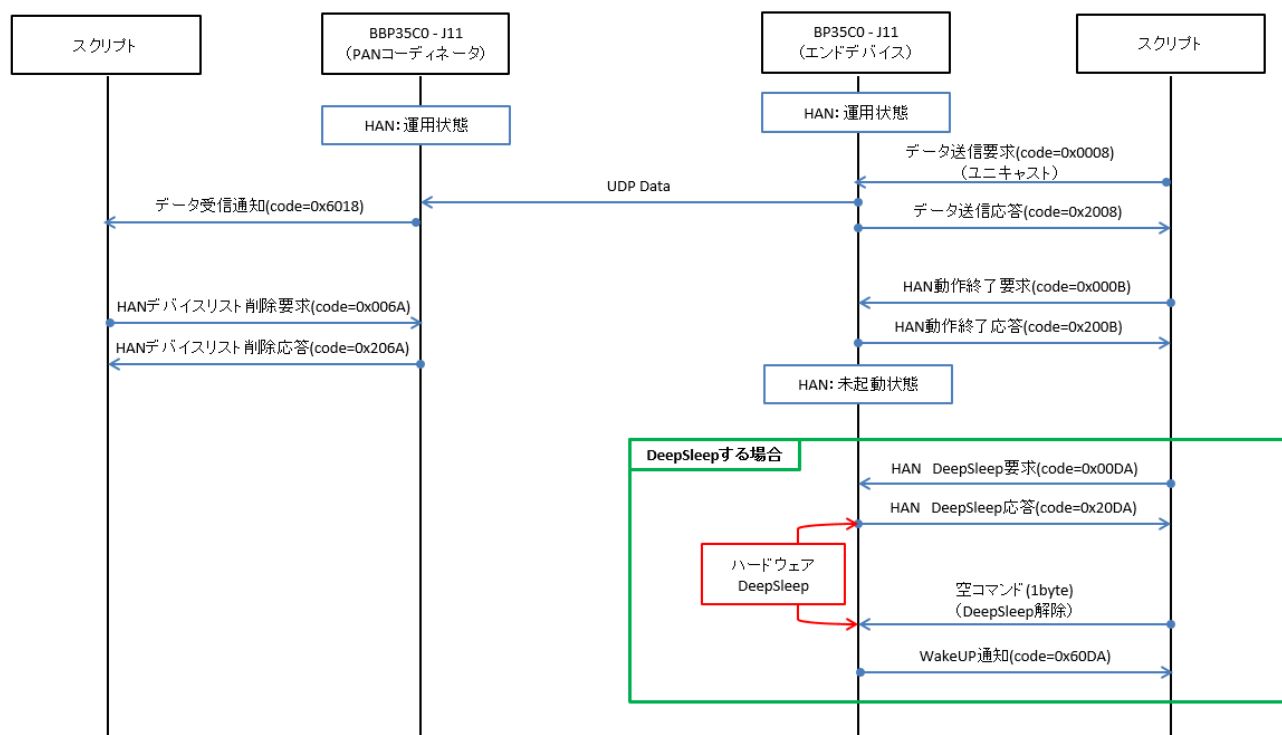 スクリプト
BBP35C0 - J11
（PANコーディネータ）
BP35C0 - J11
（エンドデバイス）
スクリプト
HAN：運用状態
HAN：運用状態
データ送信要求(code=0x0008)
（ユニキャスト）
UDP Data
データ受信通知(code=0x6018)
データ送信応答(code=0x2008)
HANデバイスリスト削除要求(code=0x006A)
HAN動作終了要求(code=0x000B)
HANデバイスリスト削除応答(code=0x206A)
HAN動作終了応答(code=0x200B)
HAN：未起動状態
DeepSleepする場合
HAN DeepSleep要求(code=0x00DA)
HAN DeepSleep応答(code=0x20DA)
ハードウェア
DeepSleep
空コマンド(1byte)
（DeepSleep解除）
WakeUP通知(code=0x60DA)